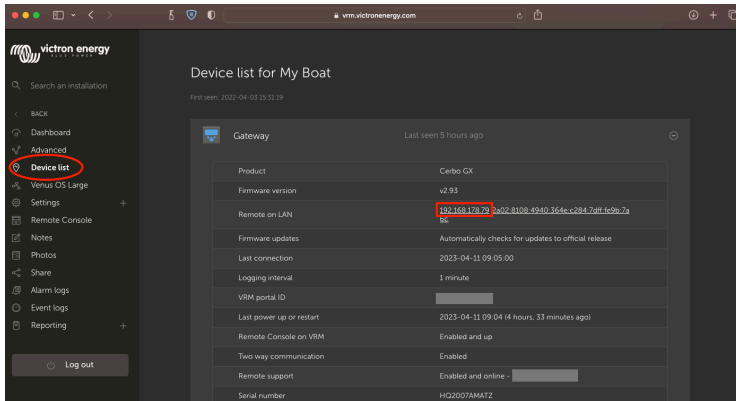 vrm.victronenergy.com
victron energy
BLUE POWER
Search an installation
BACK
Dashboard
Advanced
Device list
Venus OS Large
Settings
Remote Console
Notes
Photos
Share
Alarm logs
Event logs
Reporting
Log out
Device list for My Boat
First seen: 2022-04-03 15:31:19
Gateway Last seen 5 hours ago
Product Cerbo GX
Firmware version v2.93
Remote on LAN 192.168.178.79 2a02:8108:4940:364e:c284:7dff:fe9b:7a
6c
Firmware updates Automatically checks for updates to official release
Last connection 2023-04-11 09:05:00
Logging interval 1 minute
VRM portal ID
Last power up or restart 2023-04-11 09:04 (4 hours, 33 minutes ago)
Remote Console on VRM Enabled and up
Two way communication Enabled
Remote support Enabled and online -
Serial number HQ2007AMATZ